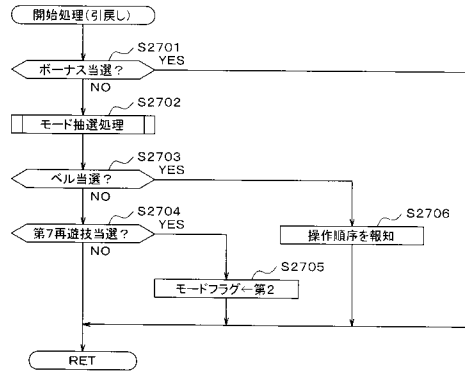 開始処理(引戻し)
S2701
ボーナス当選?
YES
NO
S2702
モード抽選処理
S2703
ベル当選?
YES
NO
S2704
第7再遊技当選?
YES
NO
S2706
操作順序を報知
S2705
モードフラグ←第2
RET